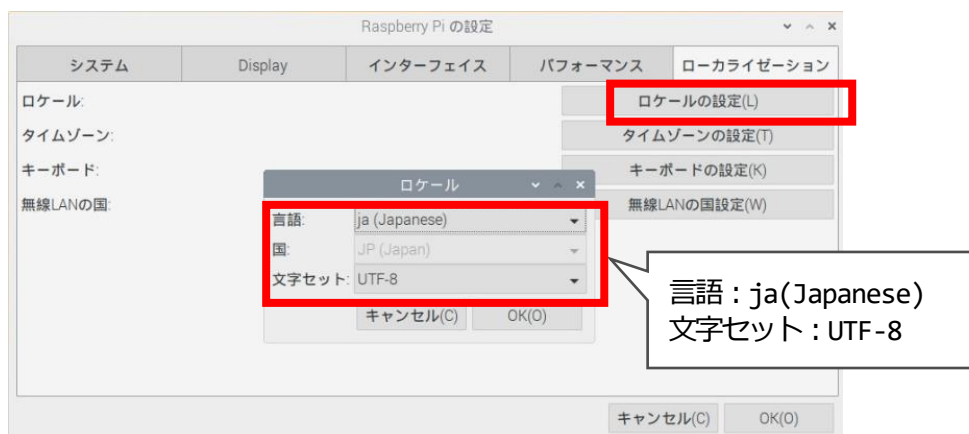 Raspberry Pi の設定
システム Display インターフェイス パフォーマンス ローカライゼーション
ロケール: ロケールの設定(L)
タイムゾーン: タイムゾーンの設定(T)
キーボード: キーボードの設定(K)
無線LANの国: 無線LANの国設定(W)
ロケール
言語: ja (Japanese)
国: JP (Japan)
文字セット: UTF-8
キャンセル(C) OK(O)
言語：ja(Japanese)
文字セット：UTF-8
キャンセル(C) OK(O)